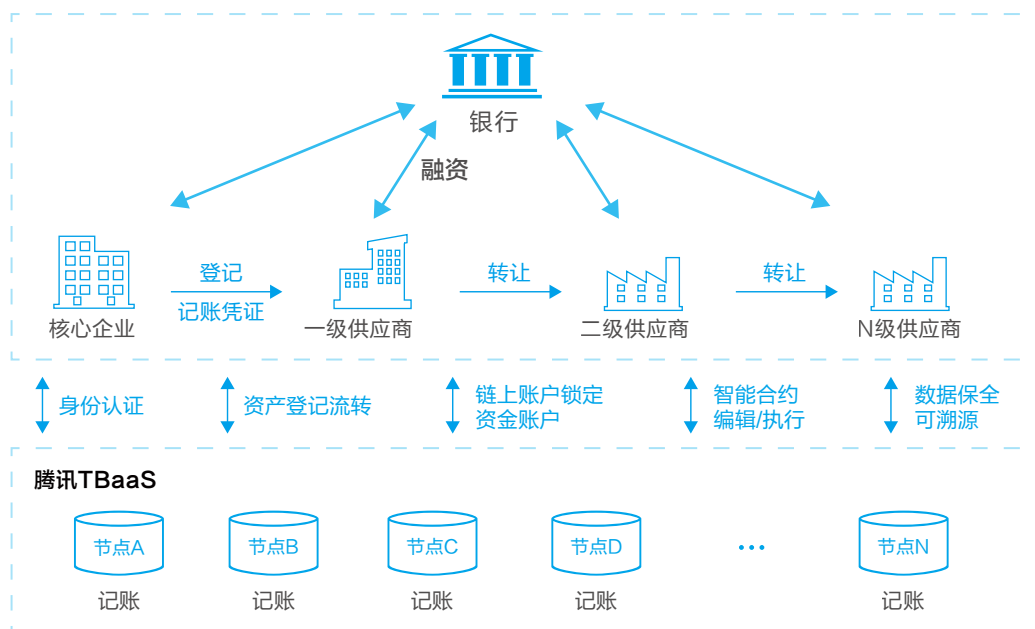 银行
融资
登记
记账凭证
转让
转让
核心企业
一级供应商
二级供应商
N级供应商
身份认证
资产登记流转
链上账户锁定
资金账户
智能合约
编辑/执行
数据保全
可溯源
腾讯TBaaS
节点A
节点B
节点C
节点D
...
节点N
记账
记账
记账
记账
记账